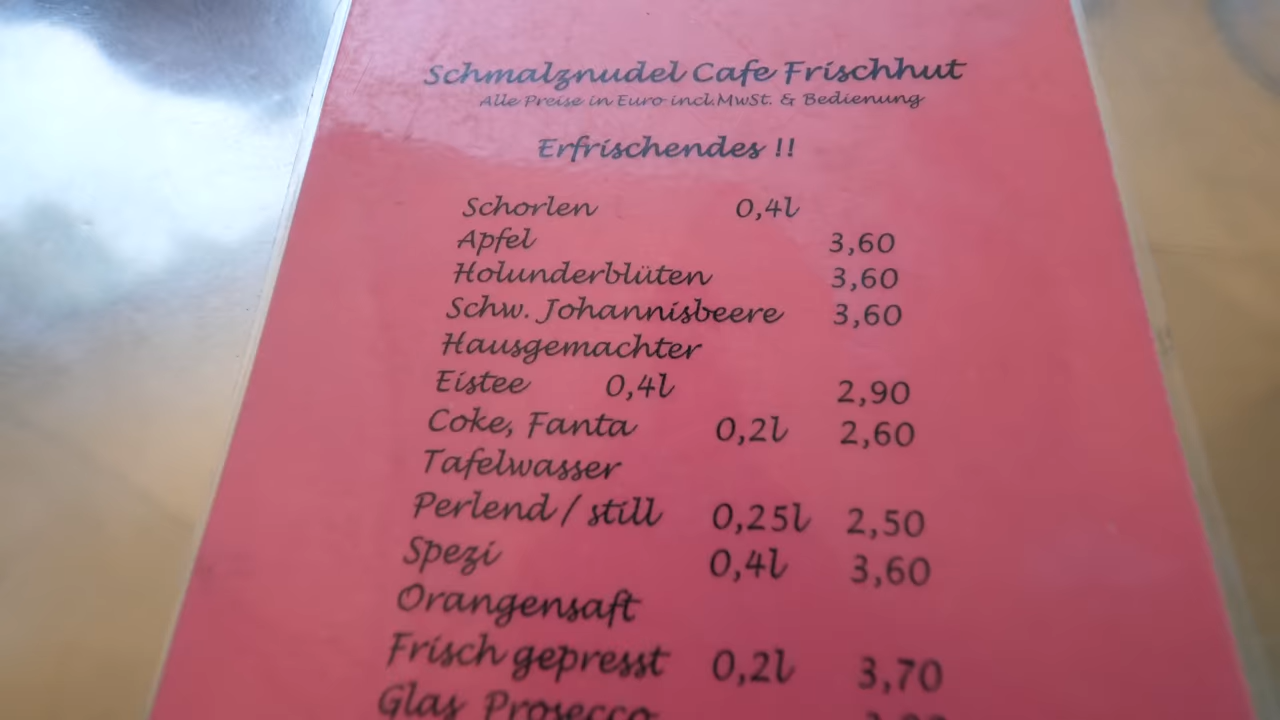 Schmalznudel Cafe Frischhut
Alle Preise in Euro incl.MwSt. & Bedienung
Erfrischendes !!
Schorlen 0,4l
Apfel 3,60
Holunderblüten 3,60
Schw. Johannisbeere 3,60
Hausgemachter
Eistee 0,4l 2,90
Coke, Fanta 0,2l 2,60
Tafelwasser
Perlend / still 0,25l 2,50
Spezi 0,4l 3,60
Orangensaft
Frisch gepresst 0,2l 3,70
Glas Prosecco